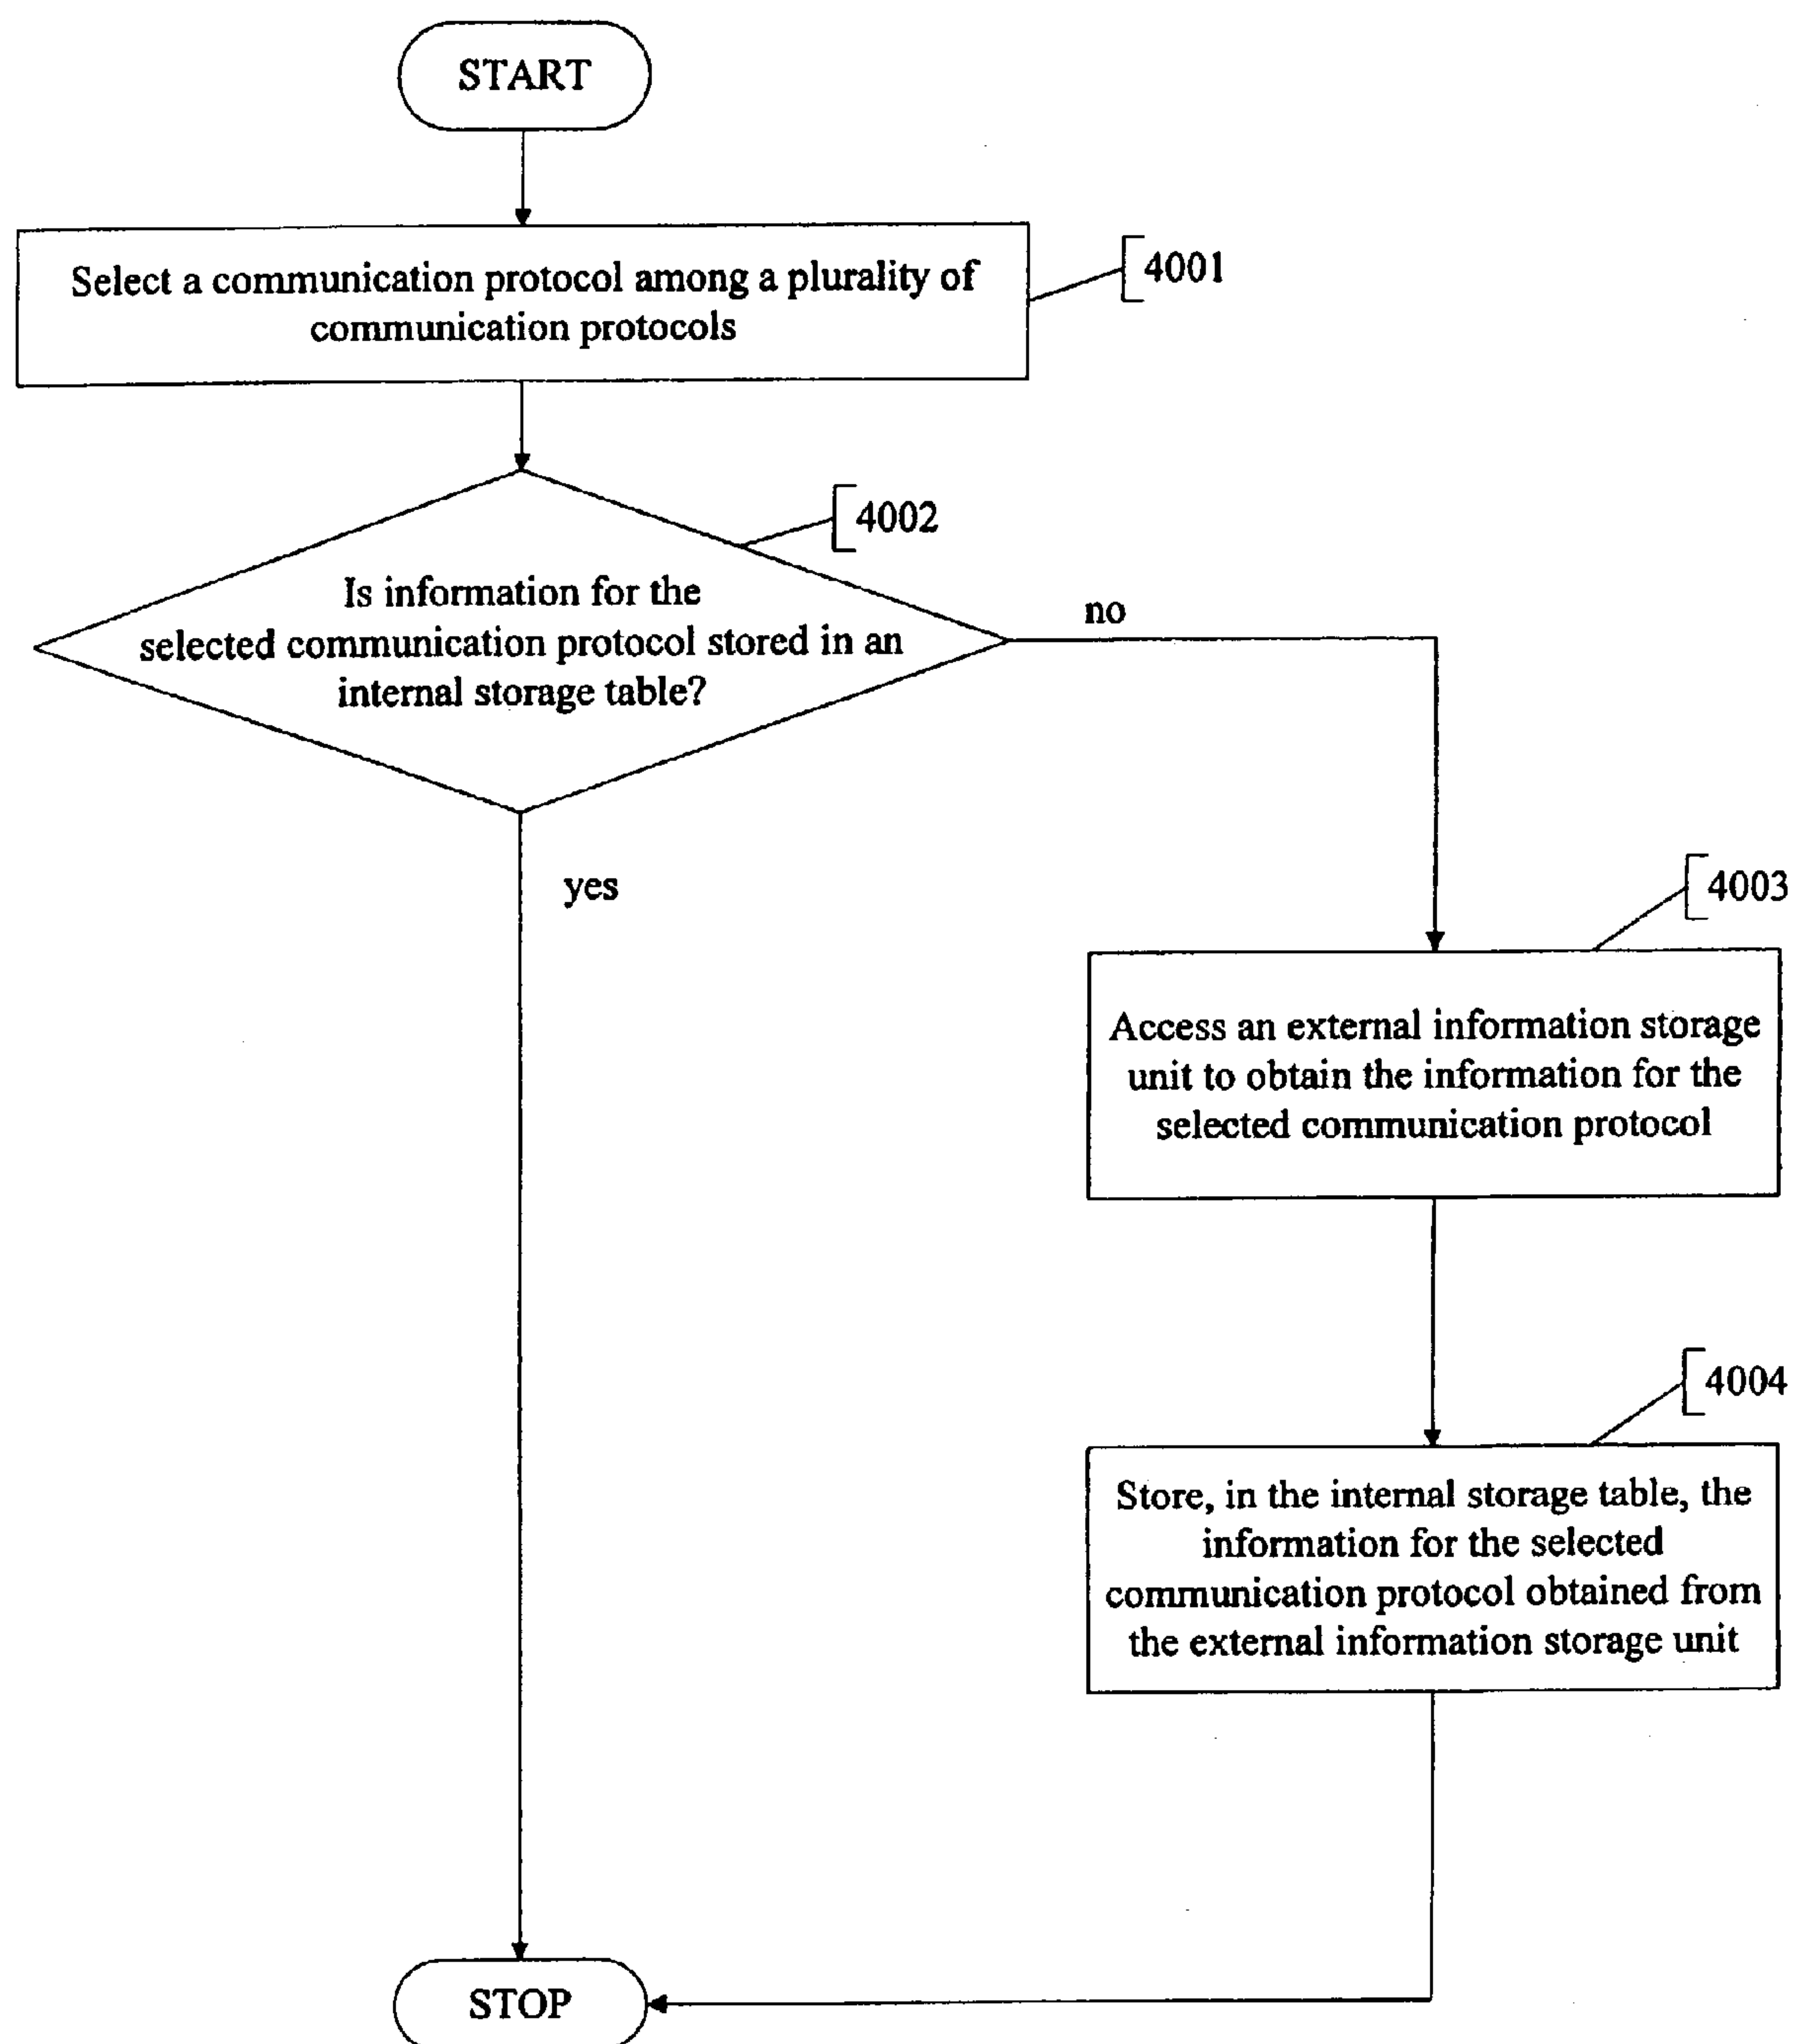 START
Select a communication protocol among a plurality of
communication protocols
4001
4002
Is information for the
selected communication protocol stored in an
internal storage table?
no
yes
4003
Access an external information storage
unit to obtain the information for the
selected communication protocol
4004
Store, in the internal storage table, the
information for the selected
communication protocol obtained from
the external information storage unit
STOP